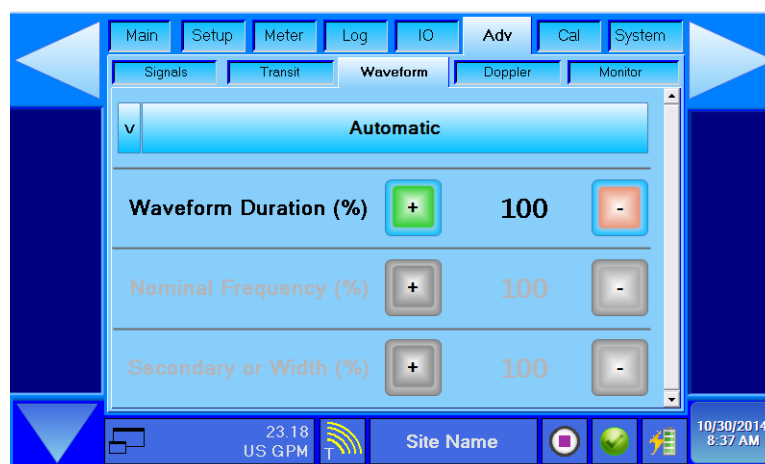 Main Setup Meter Log IO Adv Cal System
Signals Transit Waveform Doppler Monitor
v Automatic
Waveform Duration (%) + 100 -
Nominal Frequency (%) + 100 -
Secondary or Width (%) + 100 -
23.18
US GPM T Site Name
10/30/2014
8:37 AM